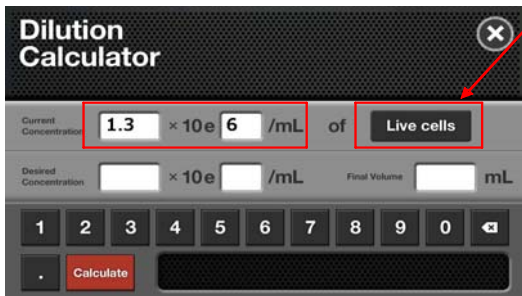 Dilution
Calculator
Current
Concentration
1.3 × 10e 6 /mL of Live cells
Desired
Concentration
× 10e /mL Final Volume mL
1 2 3 4 5 6 7 8 9 0
. Calculate